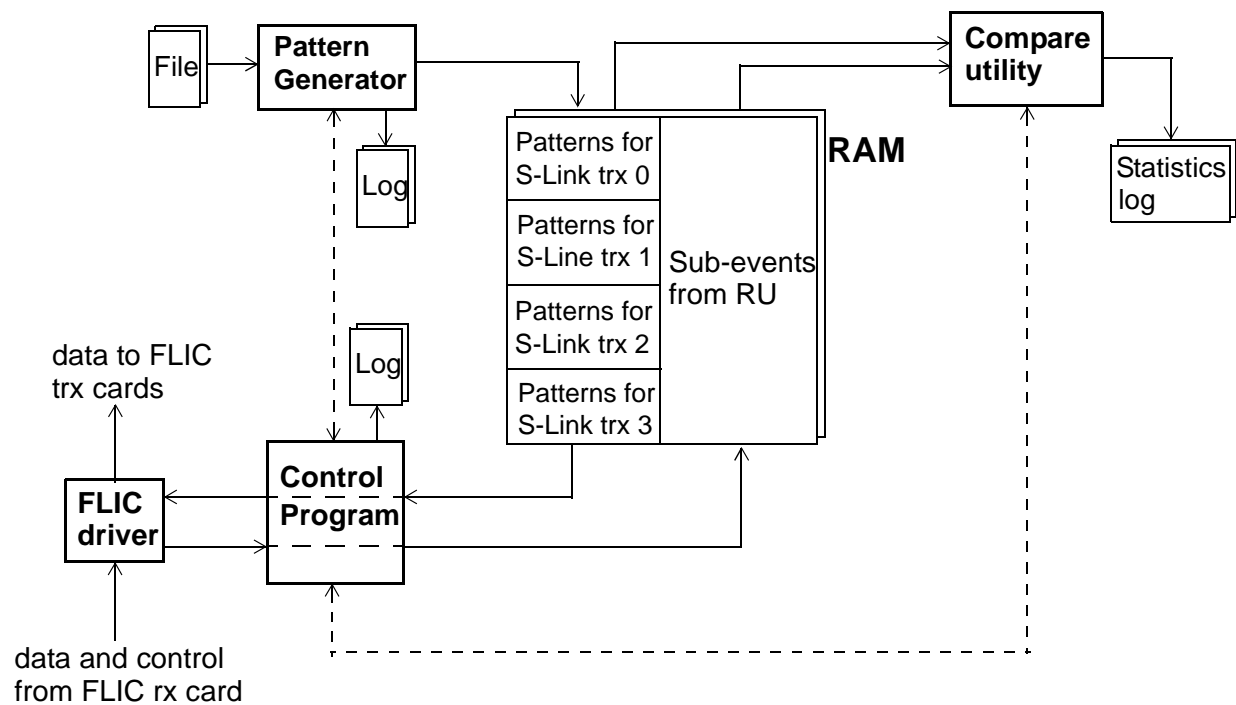 File
Pattern
Generator
Log
Compare
utility
Statistics
log
RAM
Patterns for
S-Link trx 0
Patterns for
S-Line trx 1
Patterns for
S-Link trx 2
Patterns for
S-Link trx 3
Sub-events
from RU
Log
data to FLIC
trx cards
Control
Program
FLIC
driver
data and control
from FLIC rx card